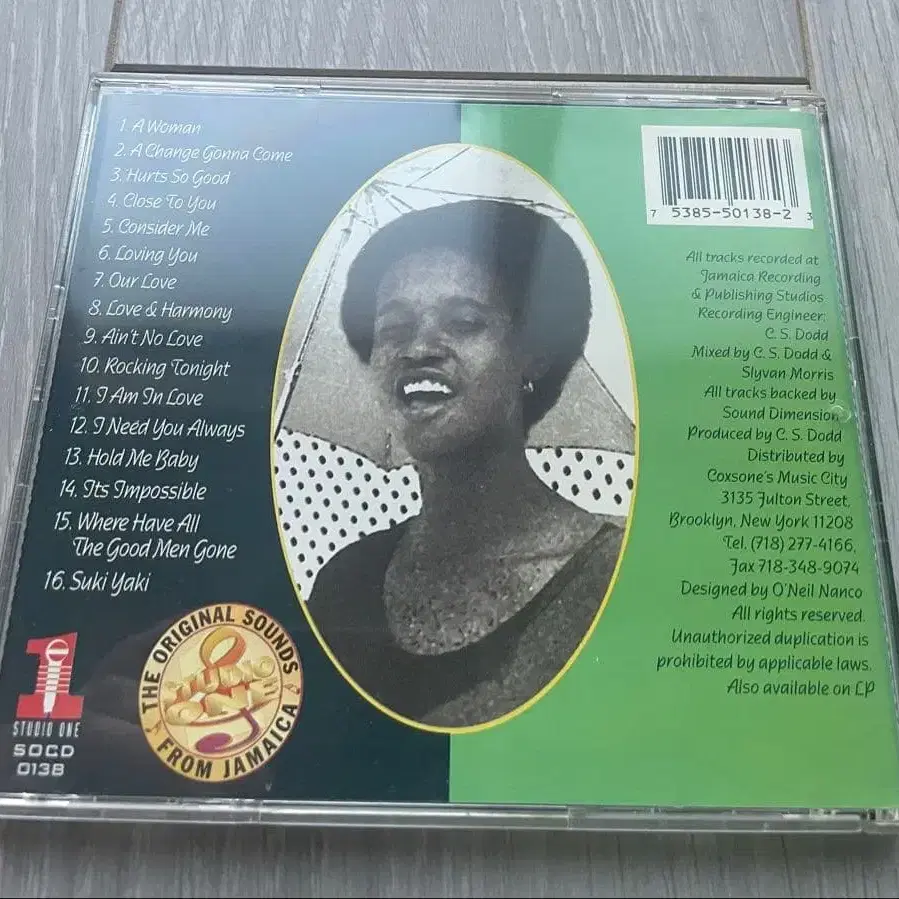 1. A Woman
2. A Change Gonna Come
3. Hurts So Good
4. Close To You
5. Consider Me
6. Loving You
7. Our Love
8. Love & Harmony
9. Ain't No Love
10. Rocking Tonight
11. I Am In Love
12. I Need You Always
13. Hold Me Baby
14. Its Impossible
15. Where Have All
The Good Men Gone
16. Suki Yaki
1
STUDIO ONE
SOCD
0138
THE ORIGINAL SOUNDS
STUDIO
ONE
FROM JAMAICA
7 5385-50138-2 3
All tracks recorded at
Jamaica Recording
& Publishing Studios
Recording Engineer:
C. S. Dodd
Mixed by C. S. Dodd &
Slyvan Morris
All tracks backed by
Sound Dimension
Produced by C. S. Dodd
Distributed by
Coxsone's Music City
3135 Fulton Street,
Brooklyn, New York 11208
Tel. (718) 277-4166,
Fax 718-348-9074
Designed by O'Neil Nanco
All rights reserved.
Unauthorized duplication is
prohibited by applicable laws.
Also available on LP